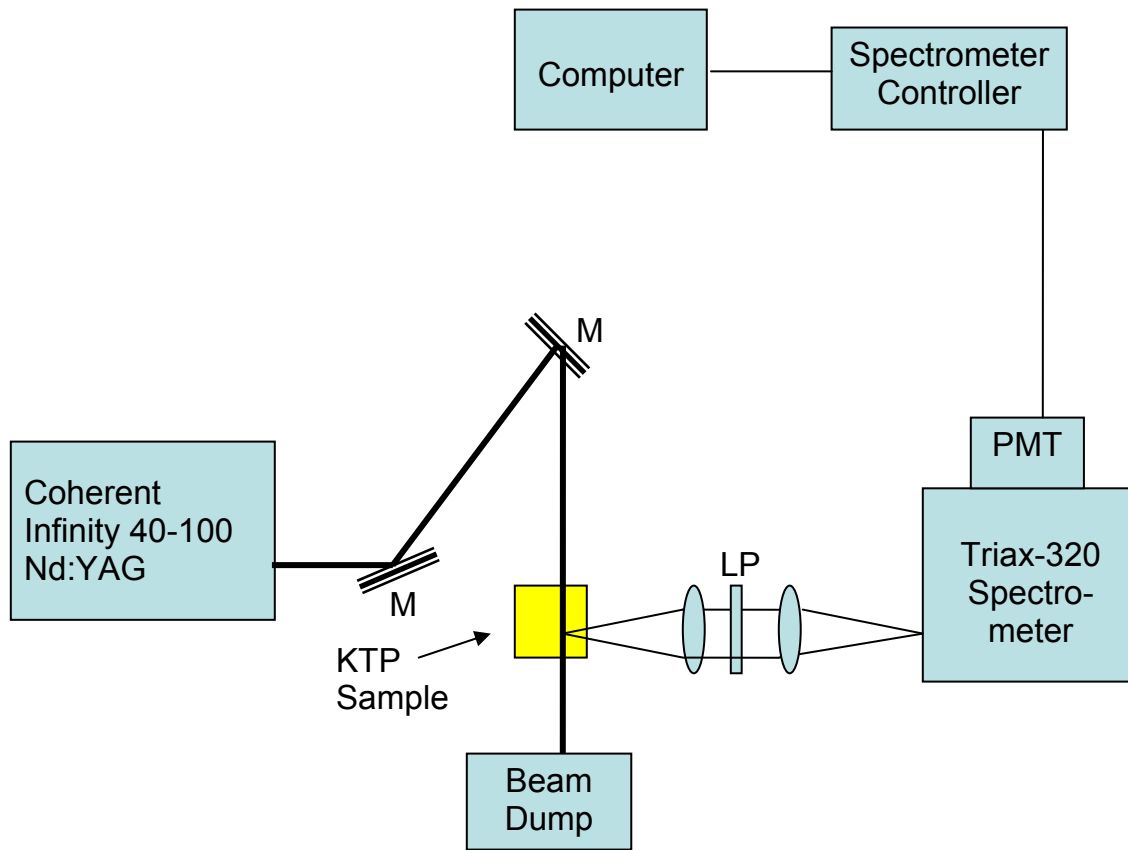 Computer
Spectrometer
Controller
M
PMT
Coherent
Infinity 40-100
Nd:YAG
M
LP
Triax-320
Spectro-
meter
KTP
Sample
Beam
Dump